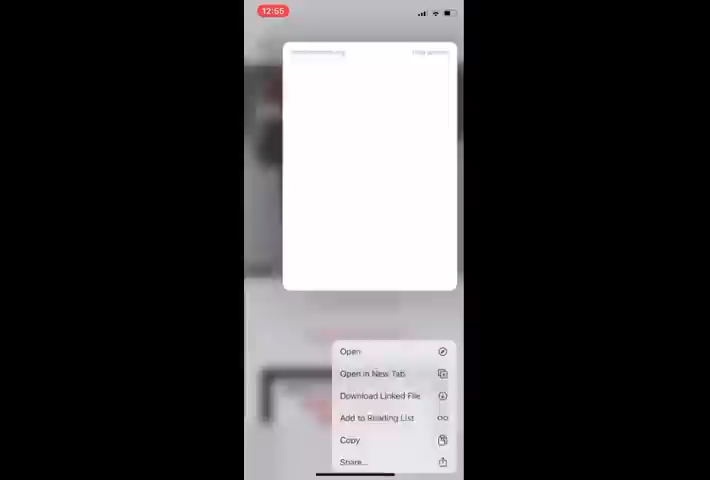 12:55
Open
Open in New Tab
Download Linked File
Add to Reading List
Copy
Share...